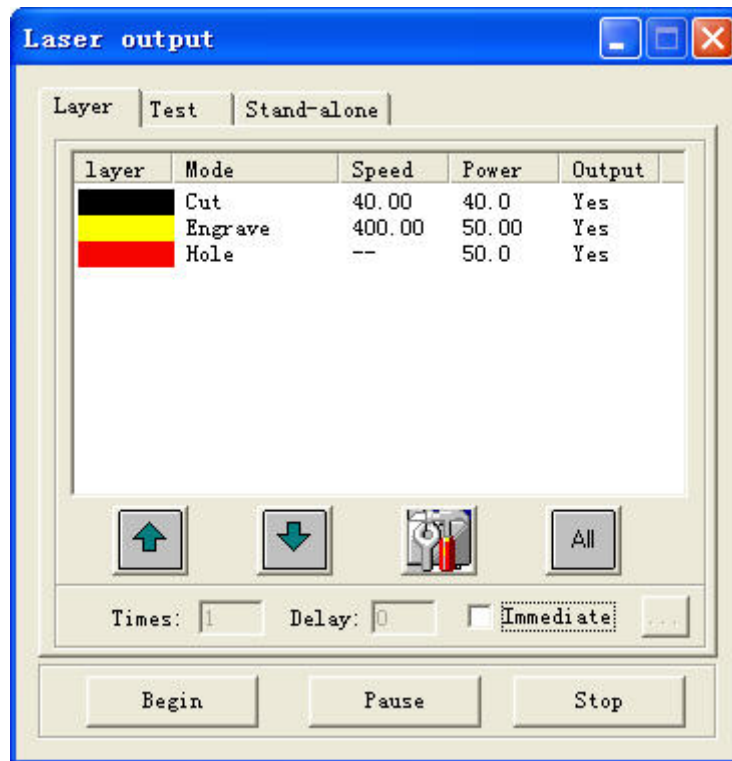 Laser output
Layer Test Stand-alone
layer Mode Speed Power Output
Cut 40.00 40.0 Yes
Engrave 400.00 50.00 Yes
Hole -- 50.0 Yes
All
Times: 1 Delay: 0 Immediate ...
Begin Pause Stop